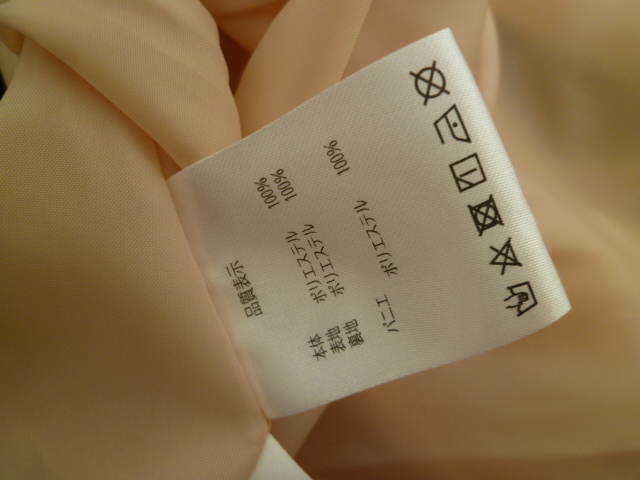 品質表示
本体
表地 ポリエステル 100%
裏地 ポリエステル 100%
パニエ ポリエステル 100%